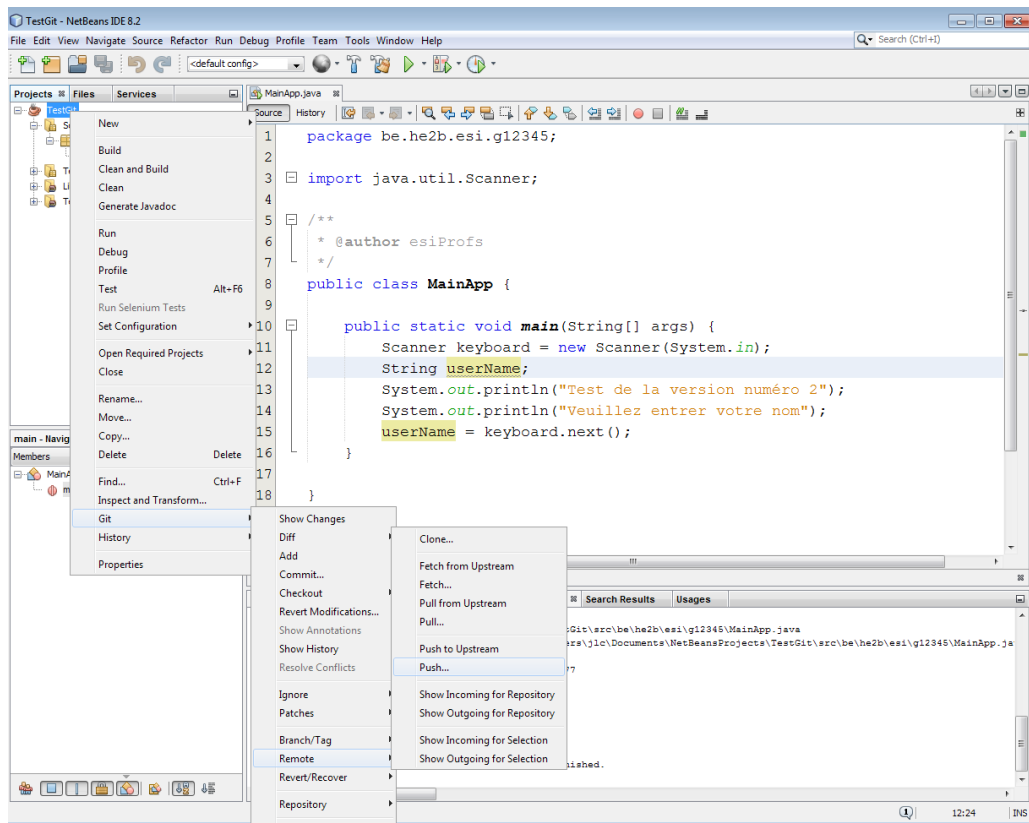 TestGit - NetBeans IDE 8.2
File Edit View Navigate Source Refactor Run Debug Profile Team Tools Window Help
Search (Ctrl+I)
<default config>
Projects Files Services
MainApp.java
TestGit
Source History
New
Build
Clean and Build
Clean
Generate Javadoc
Run
Debug
Profile
Test Alt+F6
Run Selenium Tests
Set Configuration
Open Required Projects
Close
Rename...
Move...
Copy...
Delete Delete
Find... Ctrl+F
Inspect and Transform...
Git
History
Properties
main - Navig
Members
MainA
m
1 package be.he2b.esi.g12345;
2
3 import java.util.Scanner;
4
5 /**
6 * @author esiProfs
7 */
8 public class MainApp {
9
10 public static void main(String[] args) {
11 Scanner keyboard = new Scanner(System.in);
12 String userName;
13 System.out.println("Test de la version numéro 2");
14 System.out.println("Veuillez entrer votre nom");
15 userName = keyboard.next();
16 }
17
18 }
Show Changes
Diff
Add
Commit...
Checkout
Revert Modifications...
Show Annotations
Show History
Resolve Conflicts
Ignore
Patches
Branch/Tag
Remote
Revert/Recover
Repository
Clone...
Fetch from Upstream
Fetch...
Pull from Upstream
Pull...
Push to Upstream
Push...
Show Incoming for Repository
Show Outgoing for Repository
Show Incoming for Selection
Show Outgoing for Selection
Search Results Usages
tGit\src\be\he2b\esi\g12345\MainApp.java
ers\jlc\Documents\NetBeansProjects\TestGit\src\be\he2b\esi\g12345\MainApp.ja
77
ished.
1 12:24 INS